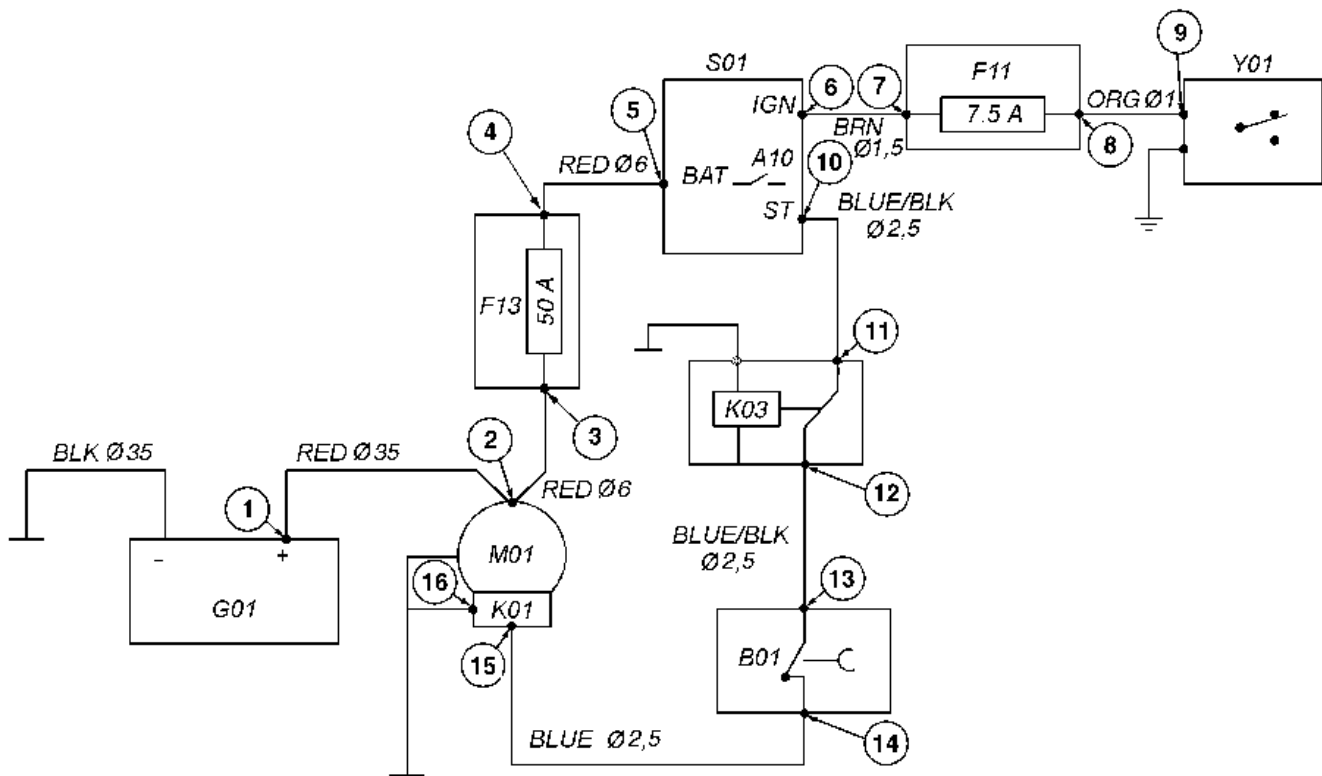 9
S01
F11
Y01
6
7
IGN
7.5 A
ORG Ø1
5
4
BRN
Ø1,5
8
A10
10
RED Ø6
BAT
ST
BLUE/BLK
Ø2,5
F13
50 A
11
K03
3
2
BLK Ø35
RED Ø35
RED Ø6
12
1
BLUE/BLK
Ø2,5
-
+
M01
16
13
G01
K01
15
B01
BLUE Ø2,5
14